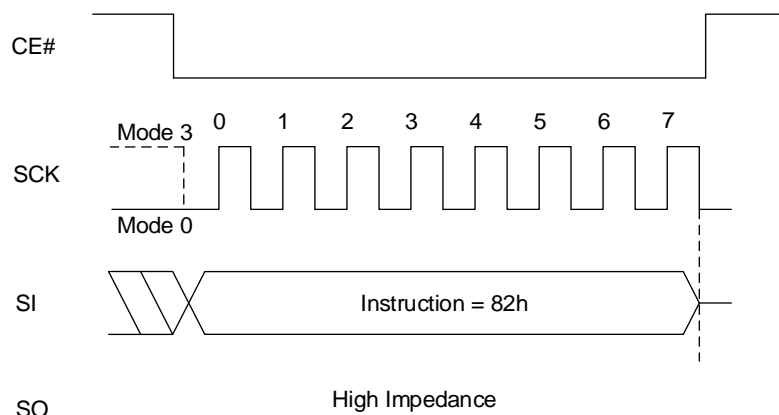 CE#
0 1 2 3 4 5 6 7
Mode 3
SCK
Mode 0
SI
Instruction = 82h
High Impedance
SO